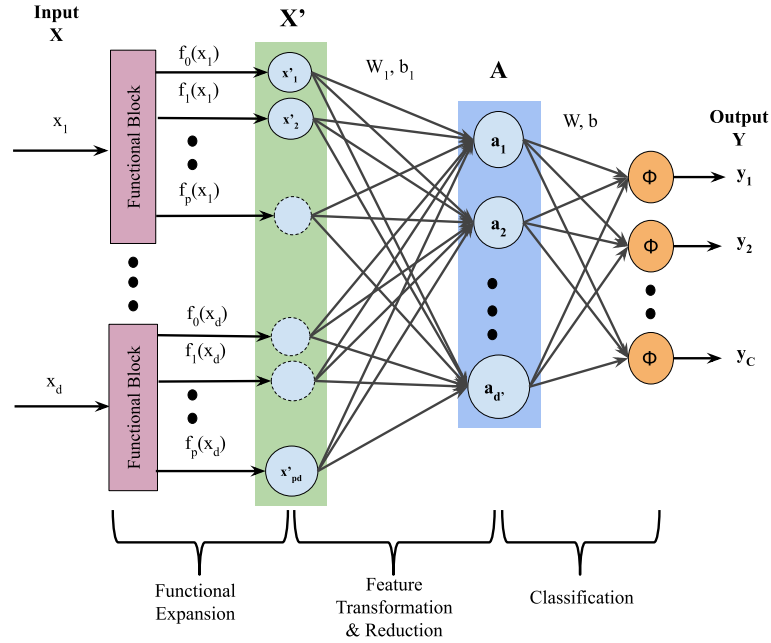 Input
X
X’
A
Output
Y
Functional Block
x1
f0(x1)
f1(x1)
fp(x1)
x’1
x’2
W1, b1
a1
a2
ad’
W, b
Φ
y1
Φ
y2
Φ
yC
Functional Block
xd
f0(xd)
f1(xd)
fp(xd)
x’pd
Functional
Expansion
Feature
Transformation
& Reduction
Classification